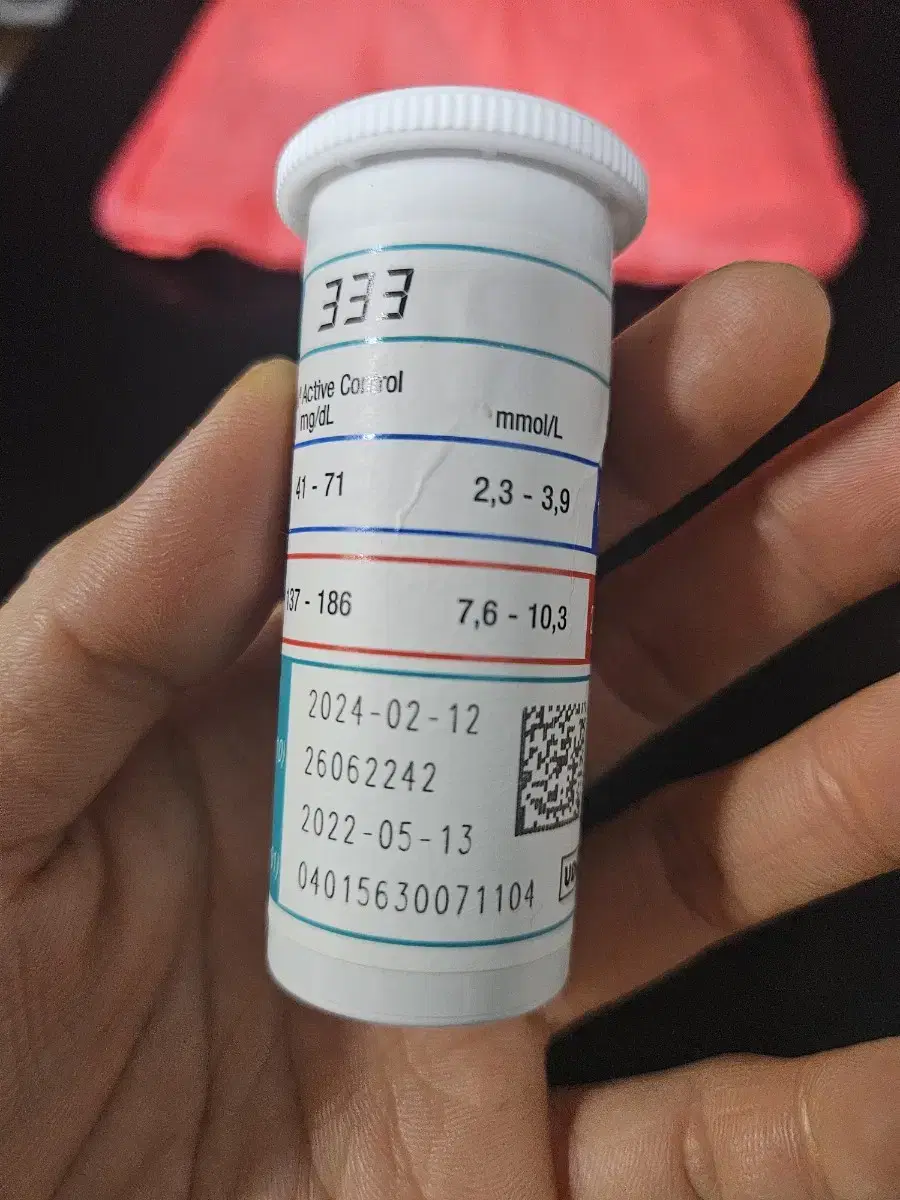 333
Active Control
mg/dL mmol/L
41 - 71 2,3 - 3,9
137 - 186 7,6 - 10,3
2024-02-12
26062242
2022-05-13
04015630071104